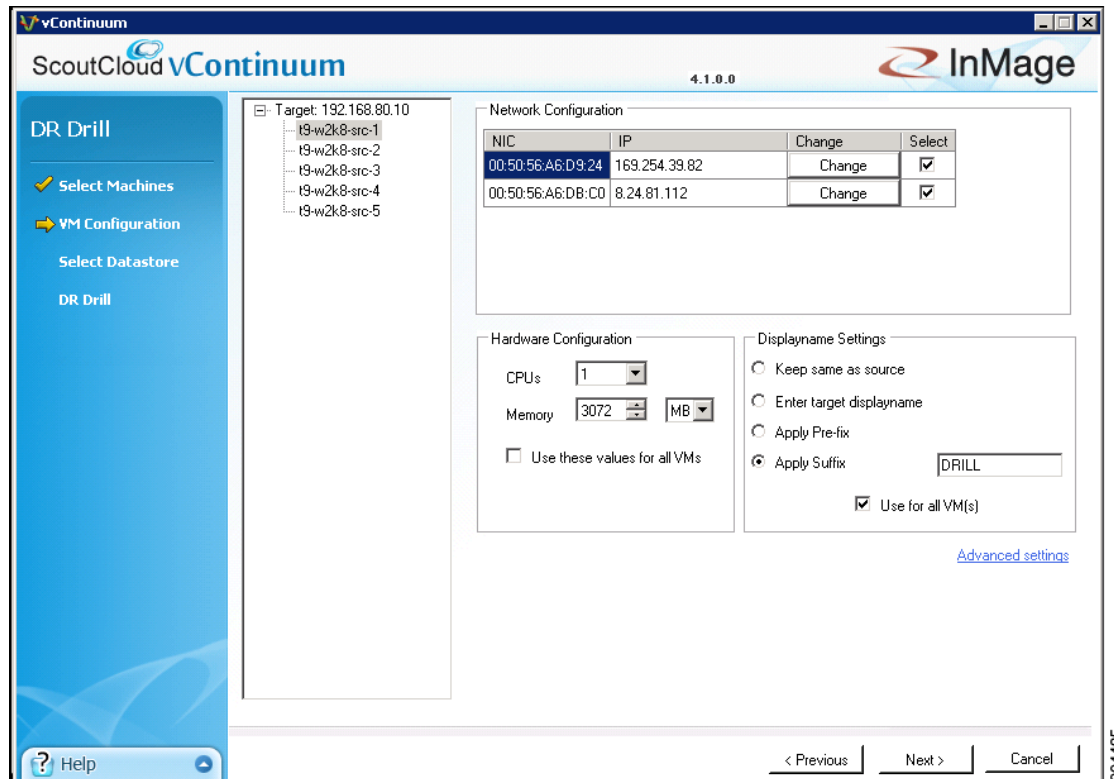 vContinuum
ScoutCloud vContinuum
4.1.0.0
InMage
DR Drill
Select Machines
VM Configuration
Select Datastore
DR Drill
Help
Target: 192.168.80.10
t9-w2k8-src-1
t9-w2k8-src-2
t9-w2k8-src-3
t9-w2k8-src-4
t9-w2k8-src-5
Network Configuration
NIC IP Change Select
00:50:56:A6:D9:24 169.254.39.82 Change
00:50:56:A6:DB:C0 8.24.81.112 Change
Hardware Configuration
CPUs 1
Memory 3072 MB
Use these values for all VMs
Displayname Settings
Keep same as source
Enter target displayname
Apply Pre-fix
Apply Suffix DRILL
Use for all VM(s)
Advanced settings
< Previous Next > Cancel